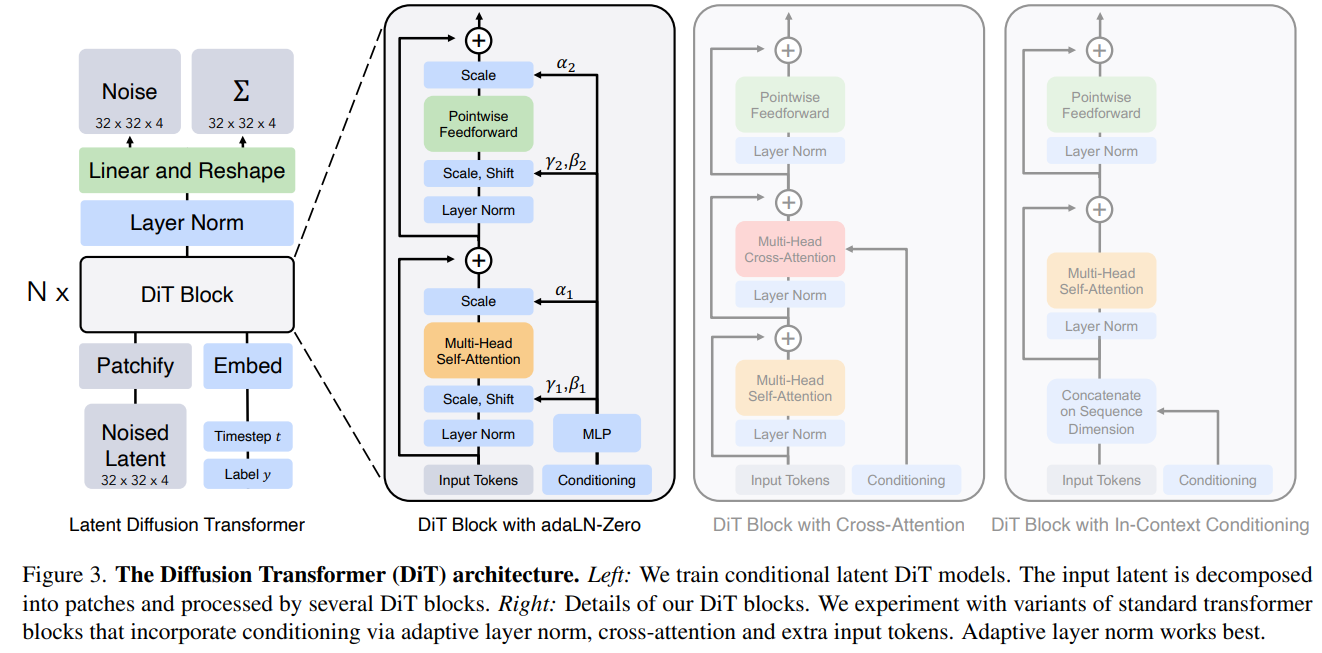 Noise
32 x 32 x 4
Σ
32 x 32 x 4
Linear and Reshape
Layer Norm
N x
DiT Block
Patchify
Embed
Noised
Latent
32 x 32 x 4
Timestep t
Label y
Latent Diffusion Transformer
+
Scale
α₂
Pointwise
Feedforward
γ₂,β₂
Scale, Shift
Layer Norm
+
Scale
α₁
Multi-Head
Self-Attention
γ₁,β₁
Scale, Shift
Layer Norm
MLP
Input Tokens
Conditioning
DiT Block with adaLN-Zero
+
Pointwise
Feedforward
Layer Norm
+
Multi-Head
Cross-Attention
Layer Norm
+
Multi-Head
Self-Attention
Layer Norm
Input Tokens
Conditioning
DiT Block with Cross-Attention
+
Pointwise
Feedforward
Layer Norm
+
Multi-Head
Self-Attention
Layer Norm
Concatenate
on Sequence
Dimension
Input Tokens
Conditioning
DiT Block with In-Context Conditioning
Figure 3. The Diffusion Transformer (DiT) architecture. Left: We train conditional latent DiT models. The input latent is decomposed
into patches and processed by several DiT blocks. Right: Details of our DiT blocks. We experiment with variants of standard transformer
blocks that incorporate conditioning via adaptive layer norm, cross-attention and extra input tokens. Adaptive layer norm works best.